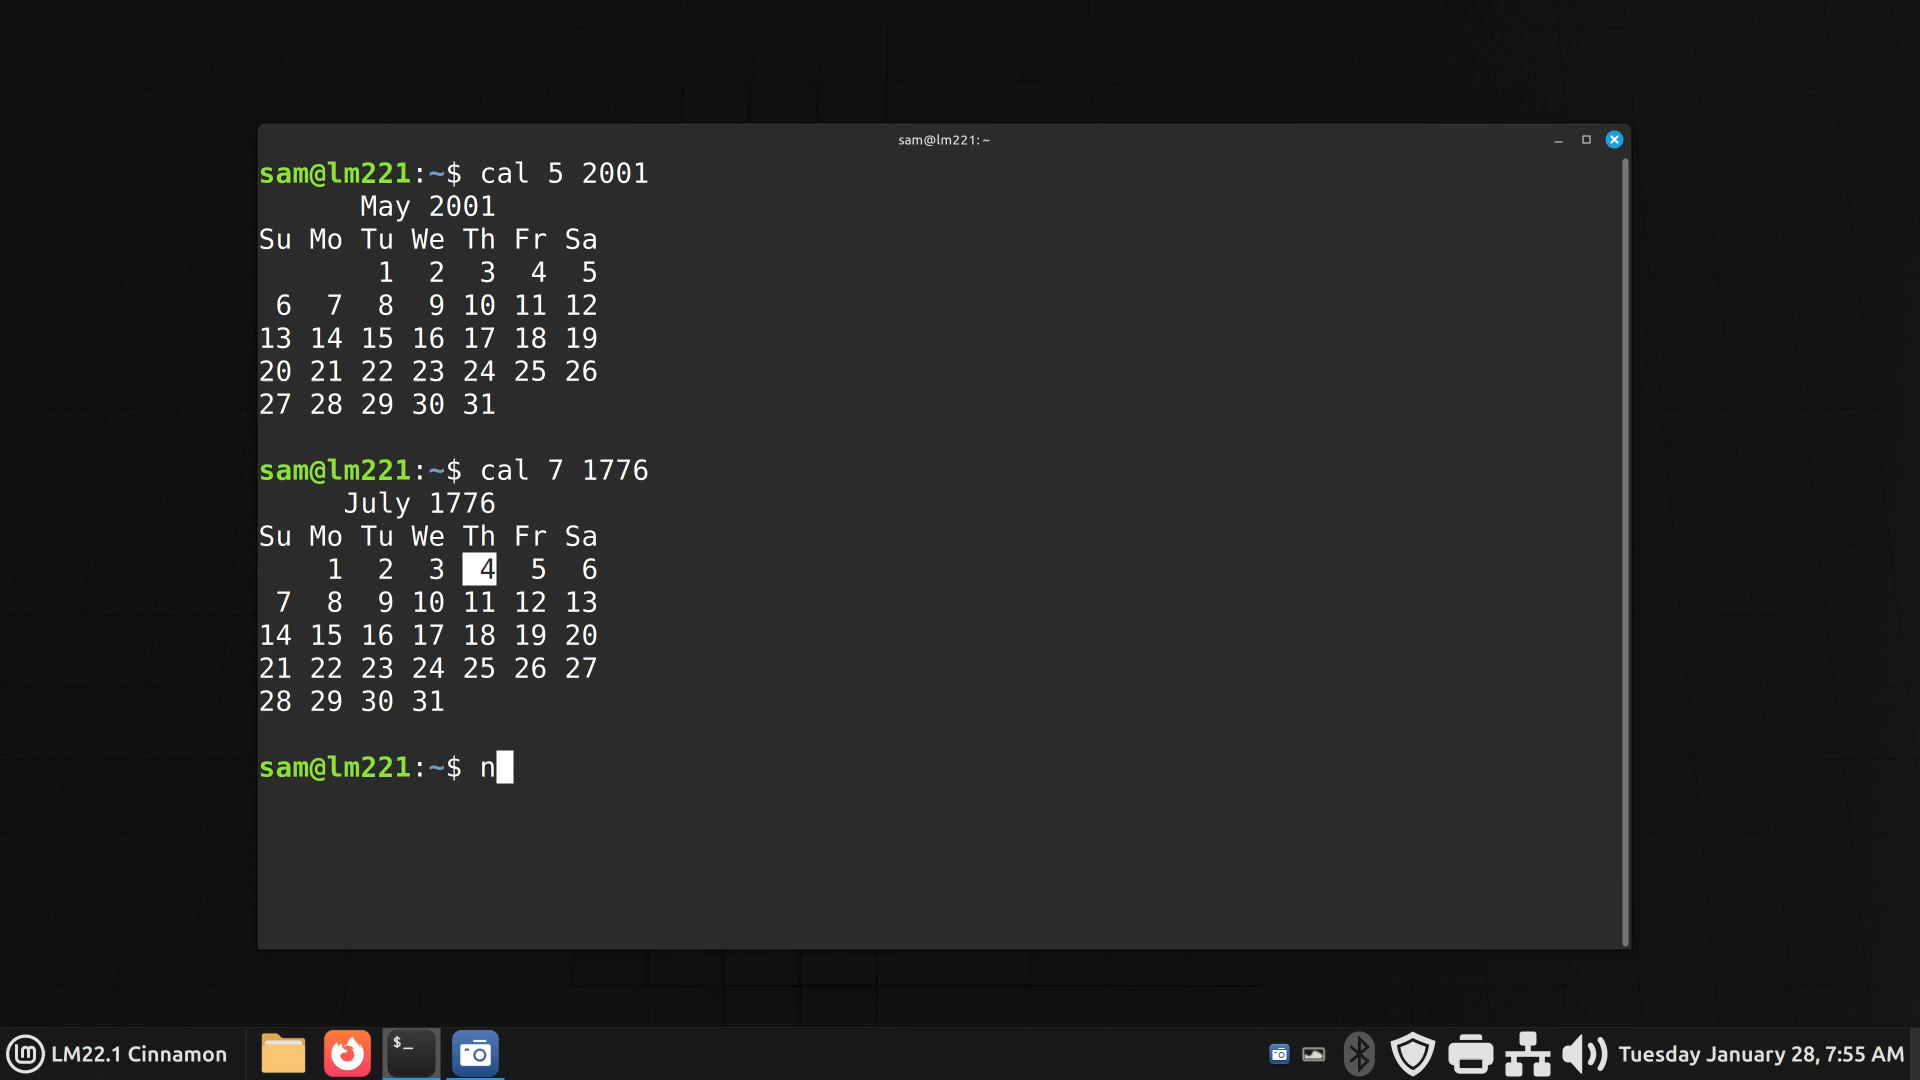 sam@lm221: ~
sam@lm221:~$ cal 5 2001
      May 2001
Su Mo Tu We Th Fr Sa
       1  2  3  4  5
 6  7  8  9 10 11 12
13 14 15 16 17 18 19
20 21 22 23 24 25 26
27 28 29 30 31
sam@lm221:~$ cal 7 1776
     July 1776
Su Mo Tu We Th Fr Sa
    1  2  3  4  5  6
 7  8  9 10 11 12 13
14 15 16 17 18 19 20
21 22 23 24 25 26 27
28 29 30 31
sam@lm221:~$ n
$_
LM22.1 Cinnamon
Tuesday January 28, 7:55 AM